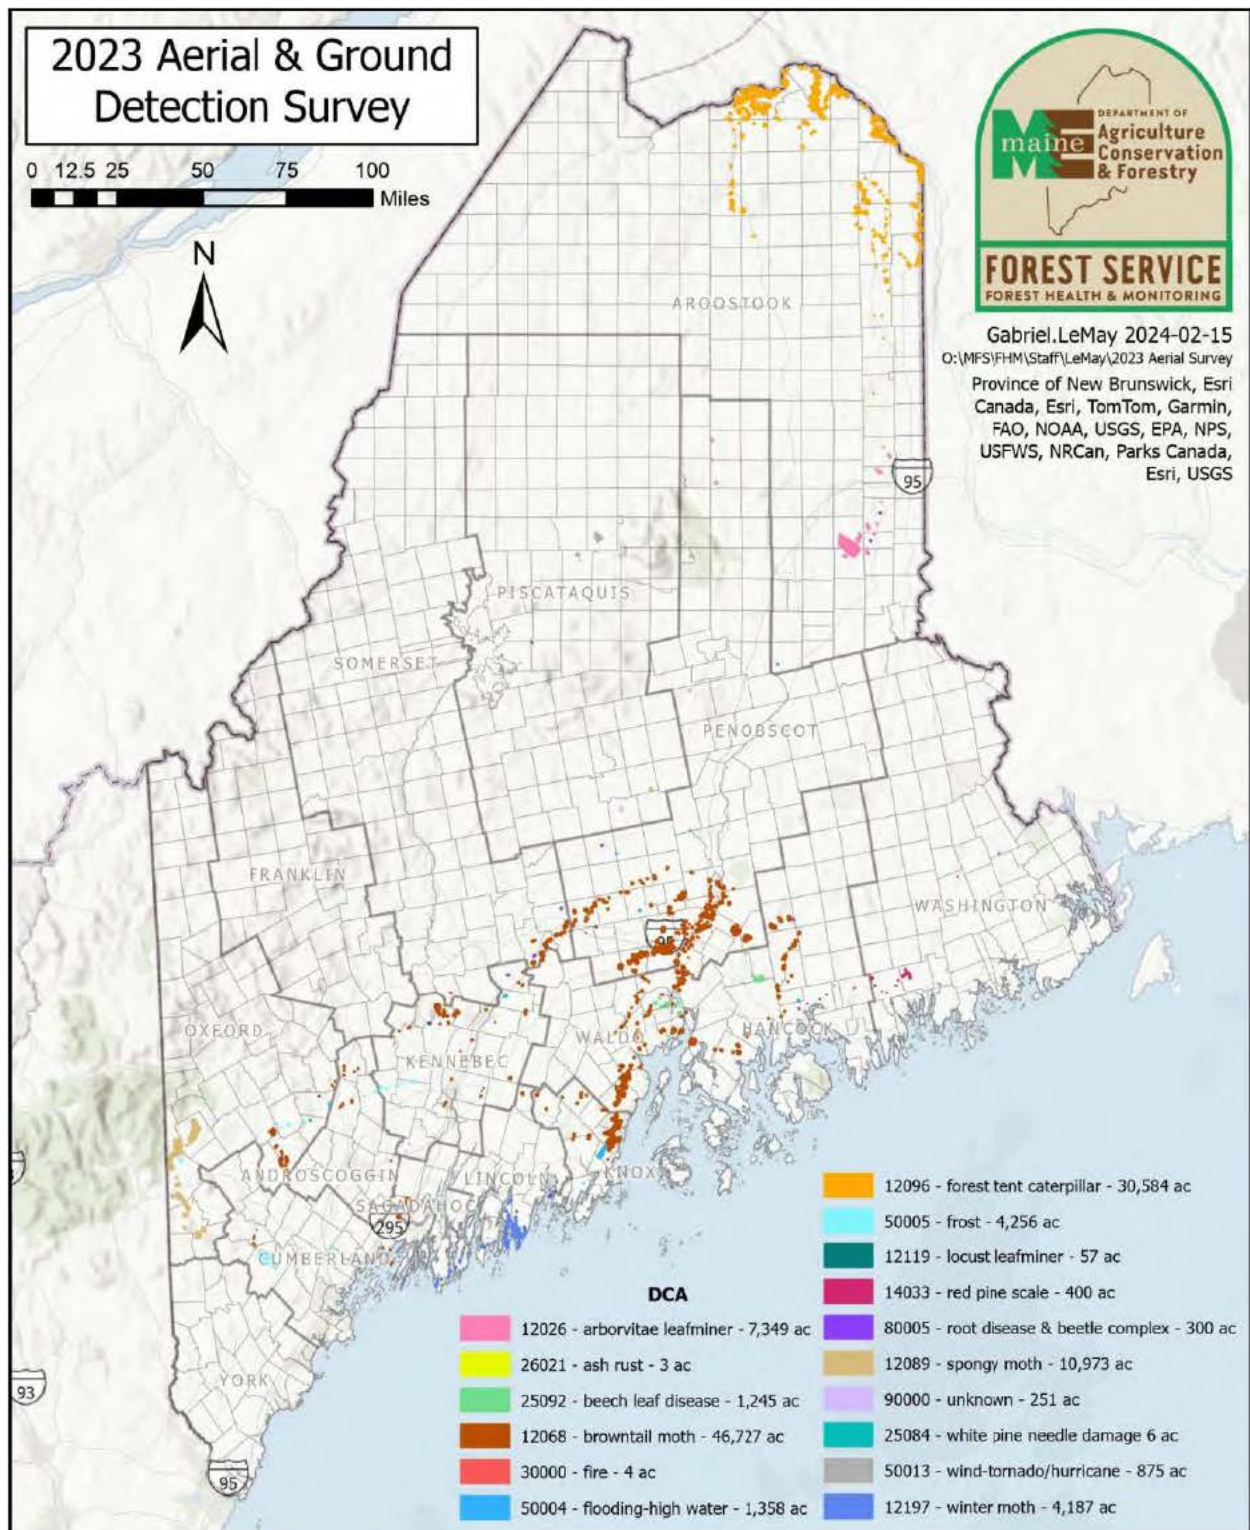 2023 Aerial & Ground
Detection Survey
0 12.5 25 50 75 100
Miles
N
DEPARTMENT OF
maine
Agriculture
Conservation
& Forestry
FOREST SERVICE
FOREST HEALTH & MONITORING
Gabriel.LeMay 2024-02-15
O:\MFS\FHM\Staff\LeMay\2023 Aerial Survey
Province of New Brunswick, Esri
Canada, Esri, TomTom, Garmin,
FAO, NOAA, USGS, EPA, NPS,
USFWS, NRCan, Parks Canada,
Esri, USGS
AROOSTOOK
95
PISCATAQUIS
SOMERSET
PENOBSCOT
FRANKLIN
WASHINGTON
95
OXFORD
WALDO
HANCOCK
KENNEBEC
ANDROSCOGGIN
LINCOLN
KNOX
SAGADAHOC
295
CUMBERLAND
YORK
93
95
DCA
12026 - arborvitae leafminer - 7,349 ac
26021 - ash rust - 3 ac
25092 - beech leaf disease - 1,245 ac
12068 - browntail moth - 46,727 ac
30000 - fire - 4 ac
50004 - flooding-high water - 1,358 ac
12096 - forest tent caterpillar - 30,584 ac
50005 - frost - 4,256 ac
12119 - locust leafminer - 57 ac
14033 - red pine scale - 400 ac
80005 - root disease & beetle complex - 300 ac
12089 - spongy moth - 10,973 ac
90000 - unknown - 251 ac
25084 - white pine needle damage 6 ac
50013 - wind-tornado/hurricane - 875 ac
12197 - winter moth - 4,187 ac